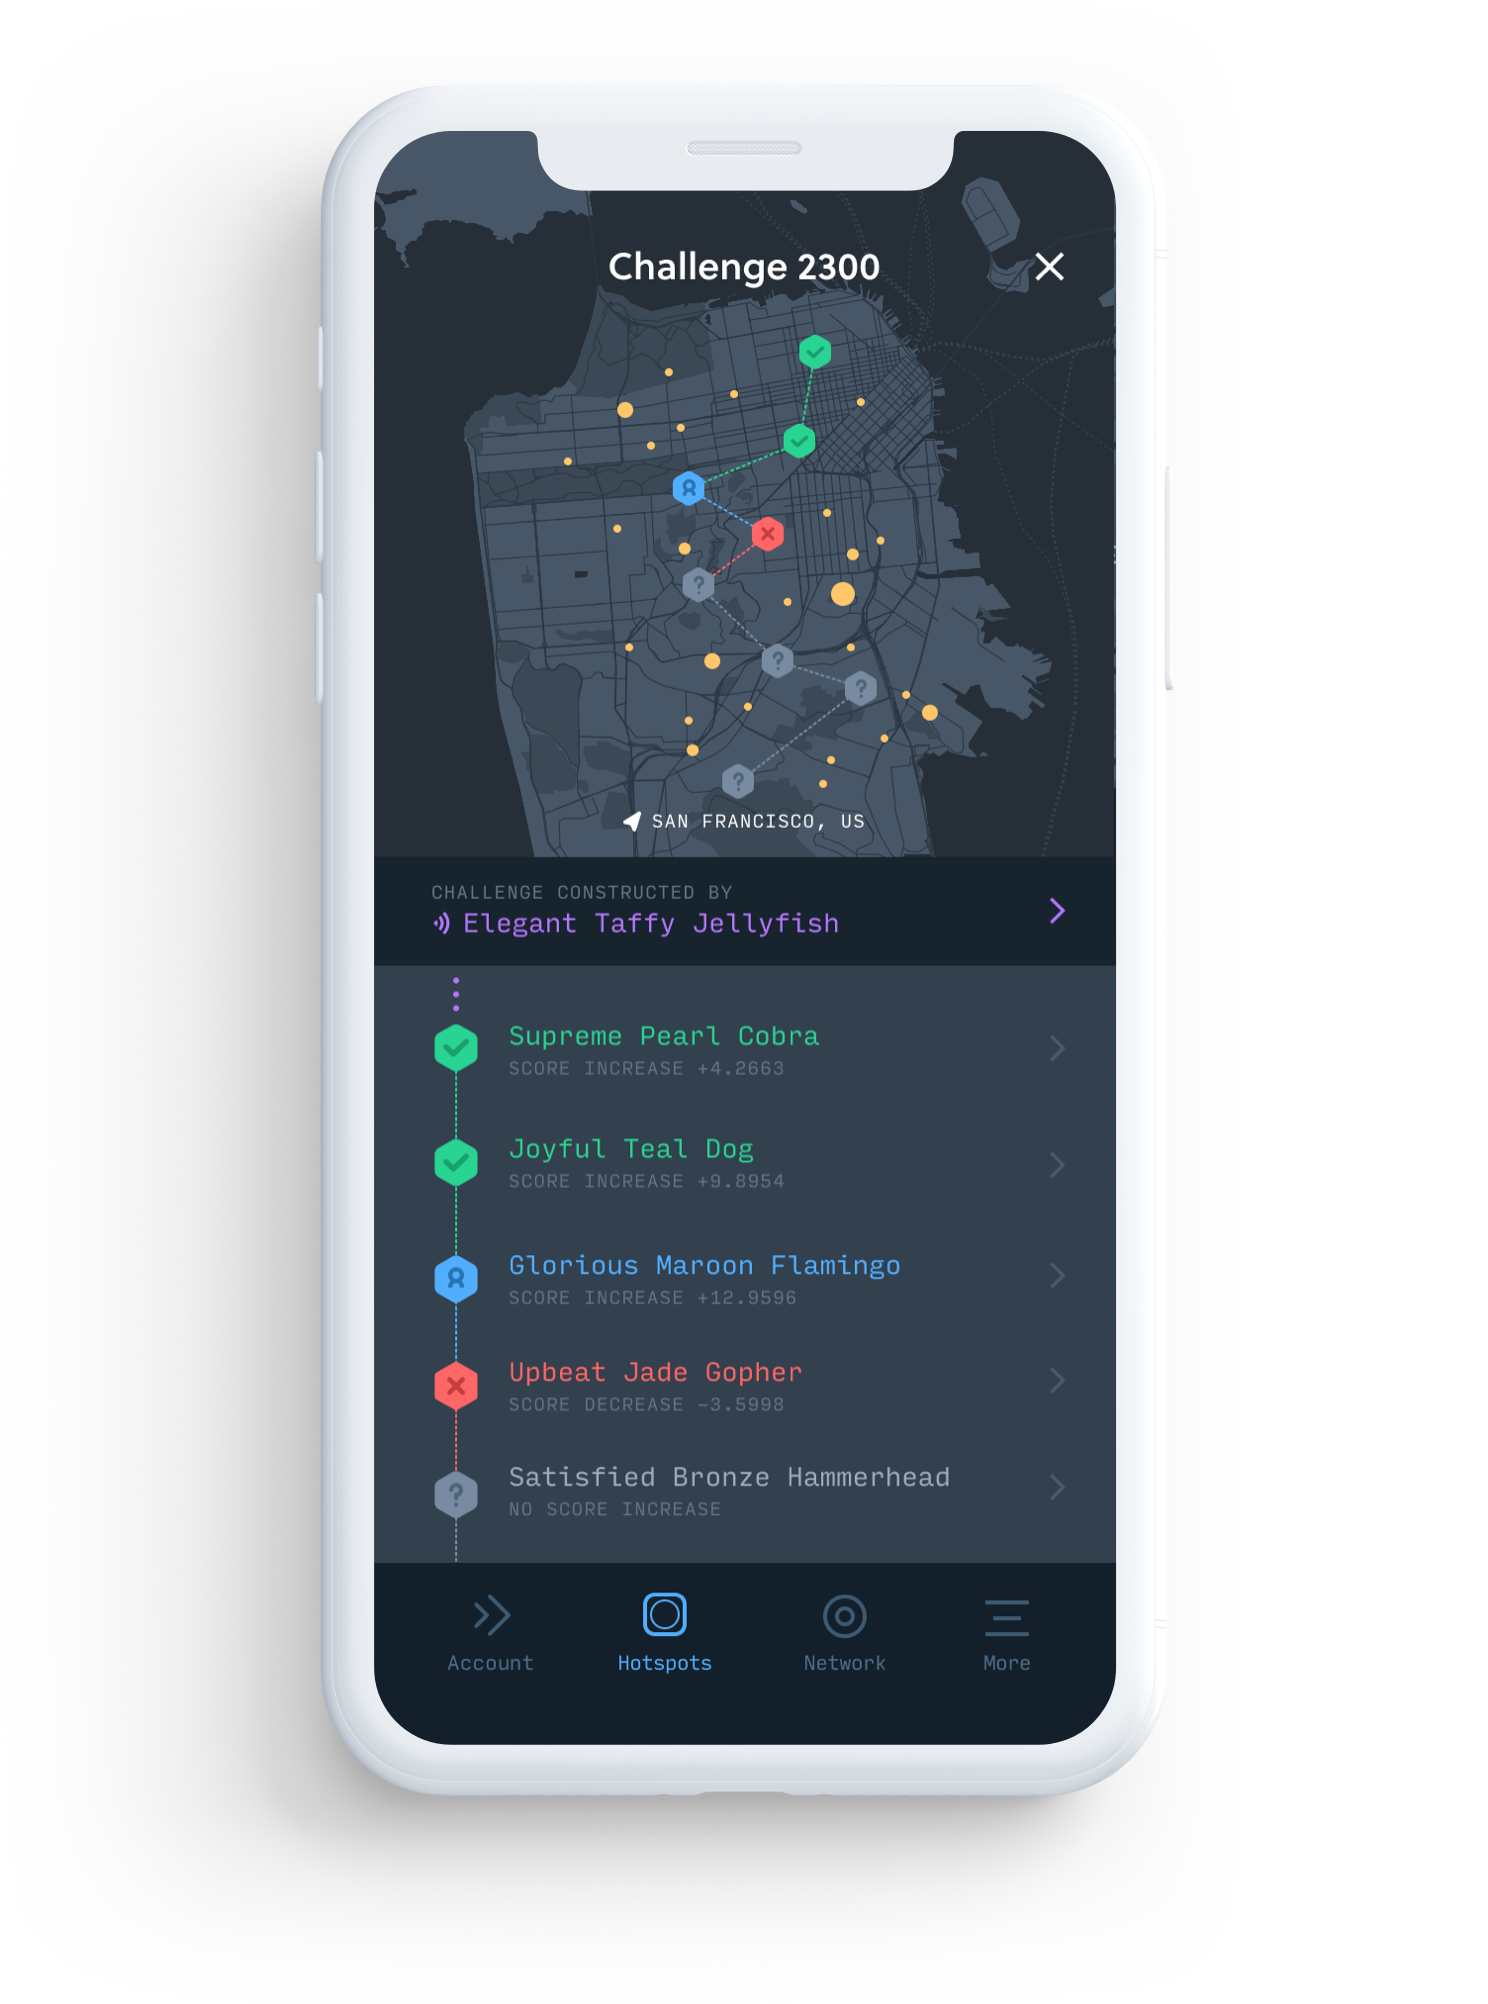 Challenge 2300
SAN FRANCISCO, US
CHALLENGE CONSTRUCTED BY
Elegant Taffy Jellyfish
Supreme Pearl Cobra
SCORE INCREASE +4.2663
Joyful Teal Dog
SCORE INCREASE +9.8954
Glorious Maroon Flamingo
SCORE INCREASE +12.9596
Upbeat Jade Gopher
SCORE DECREASE -3.5998
Satisfied Bronze Hammerhead
NO SCORE INCREASE
Account
Hotspots
Network
More